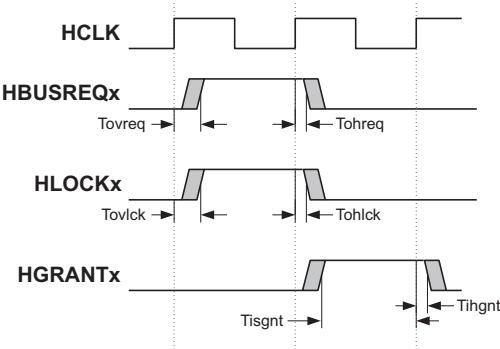 HCLK
HBUSREQx
Tovreq
Tohreq
HLOCKx
Tovlck
Tohlck
HGRANTx
Tihgnt
Tisgnt